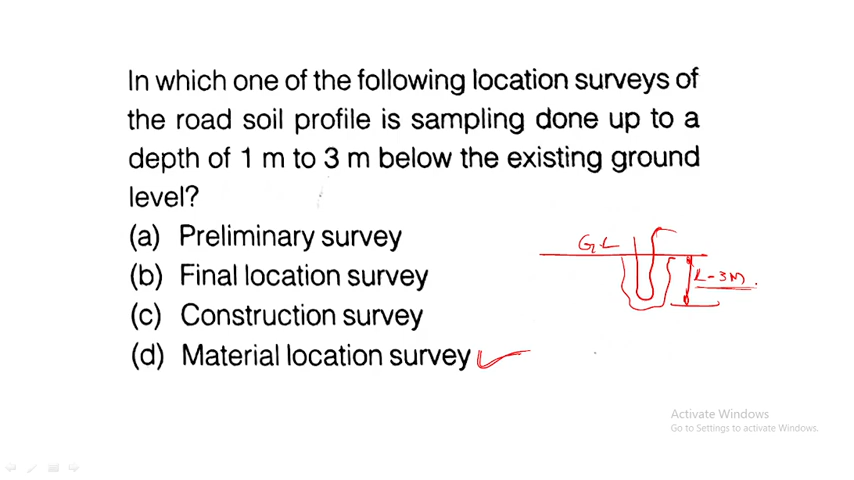 In which one of the following location surveys of
the road soil profile is sampling done up to a
depth of 1 m to 3 m below the existing ground
level?
(a) Preliminary survey
(b) Final location survey
(c) Construction survey
(d) Material location survey
G.L
1-3M
Activate Windows
Go to Settings to activate Windows.